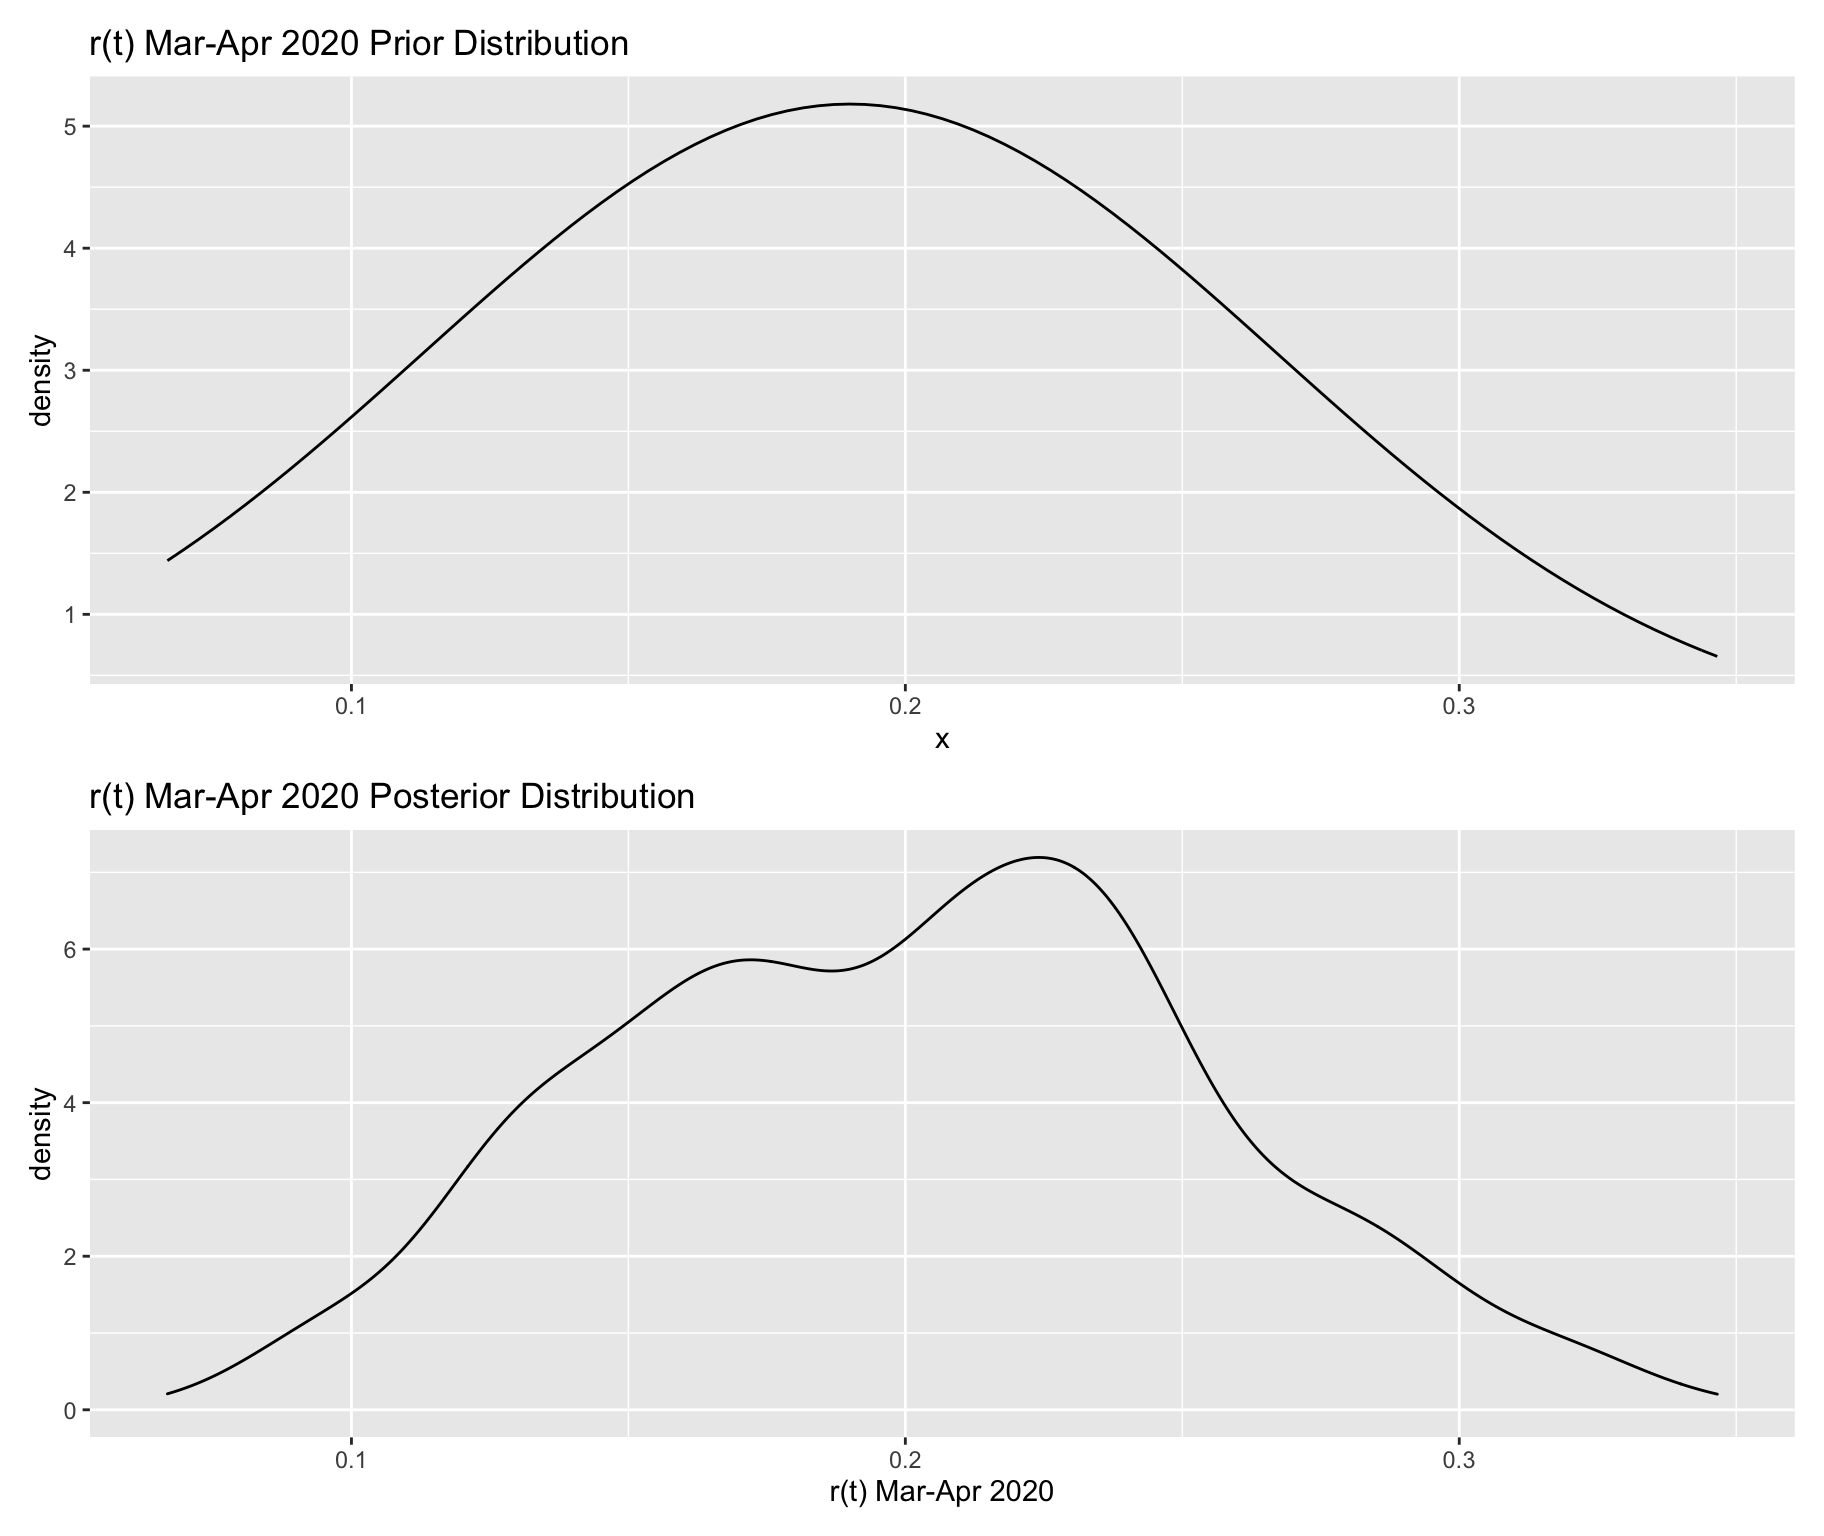 r(t) Mar-Apr 2020 Prior Distribution
density
5
4
3
2
1
0.1 0.2 0.3
x
r(t) Mar-Apr 2020 Posterior Distribution
density
6
4
2
0
0.1 0.2 0.3
r(t) Mar-Apr 2020